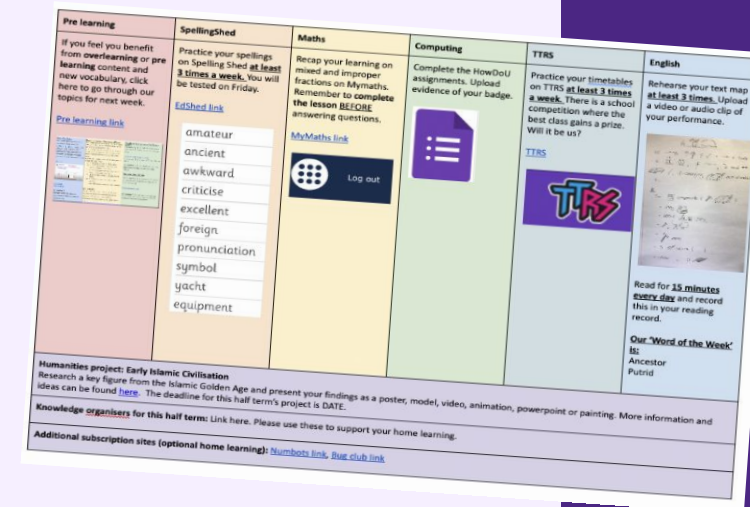 Pre learning
If you feel you benefit
from overlearning or pre
learning content and
new vocabulary, click
here to go through our
topics for next week.
Pre learning link
SpellingShed
Practice your spellings
on Spelling Shed at least
3 times a week. You will
be tested on Friday.
EdShed link
amateur
ancient
awkward
criticise
excellent
foreign
pronunciation
symbol
yacht
equipment
Maths
Recap your learning on
mixed and improper
fractions on Mymaths.
Remember to complete
the lesson BEFORE
answering questions.
MyMaths link
Log out
Computing
Complete the HowDoU
assignments. Upload
evidence of your badge.
TTRS
Practice your timetables
on TTRS at least 3 times
a week. There is a school
competition where the
best class gains a prize.
Will it be us?
TTRS
TTRS
English
Rehearse your text map
at least 3 times. Upload
a video or audio clip of
your performance.
Read for 15 minutes
every day and record
this in your reading
record.
Our 'Word of the Week'
is:
Ancestor
Putrid
Humanities project: Early Islamic Civilisation
Research a key figure from the Islamic Golden Age and present your findings as a poster, model, video, animation, powerpoint or painting. More information and
ideas can be found here. The deadline for this half term's project is DATE.
Knowledge organisers for this half term: Link here. Please use these to support your home learning.
Additional subscription sites (optional home learning): Numbots link, Bug club link